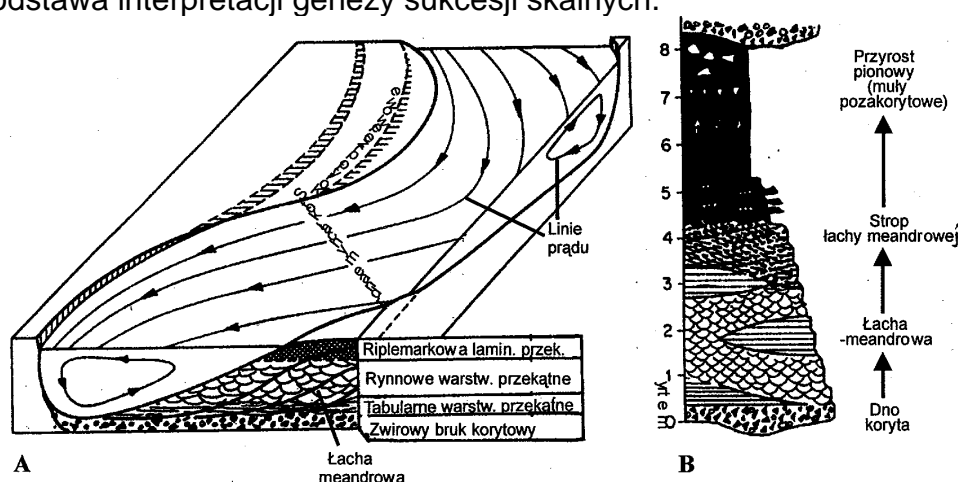 odstawa interpretacji genezy sukcesji skalnych.
Linie
prądu
Riplemarkowa lamin. przek.
Rynnowe warstw. przekątne
Tabularne warstw. przekątne
Zwirowy bruk korytowy
Łacha
meandrowa
A
8
7
6
5
4
3
2
1
0
Przyrost
pionowy
(muły
pozakorytowe)
Strop
łachy meandrowej
Łacha
-meandrowa
Dno
koryta
B